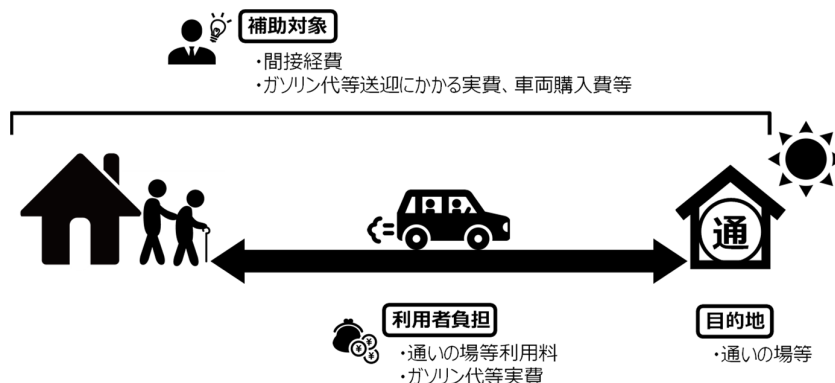 補助対象
・間接経費
・ガソリン代等送迎にかかる実費、車両購入費等
通
利用者負担
・通いの場等利用料
・ガソリン代等実費
目的地
・通いの場等